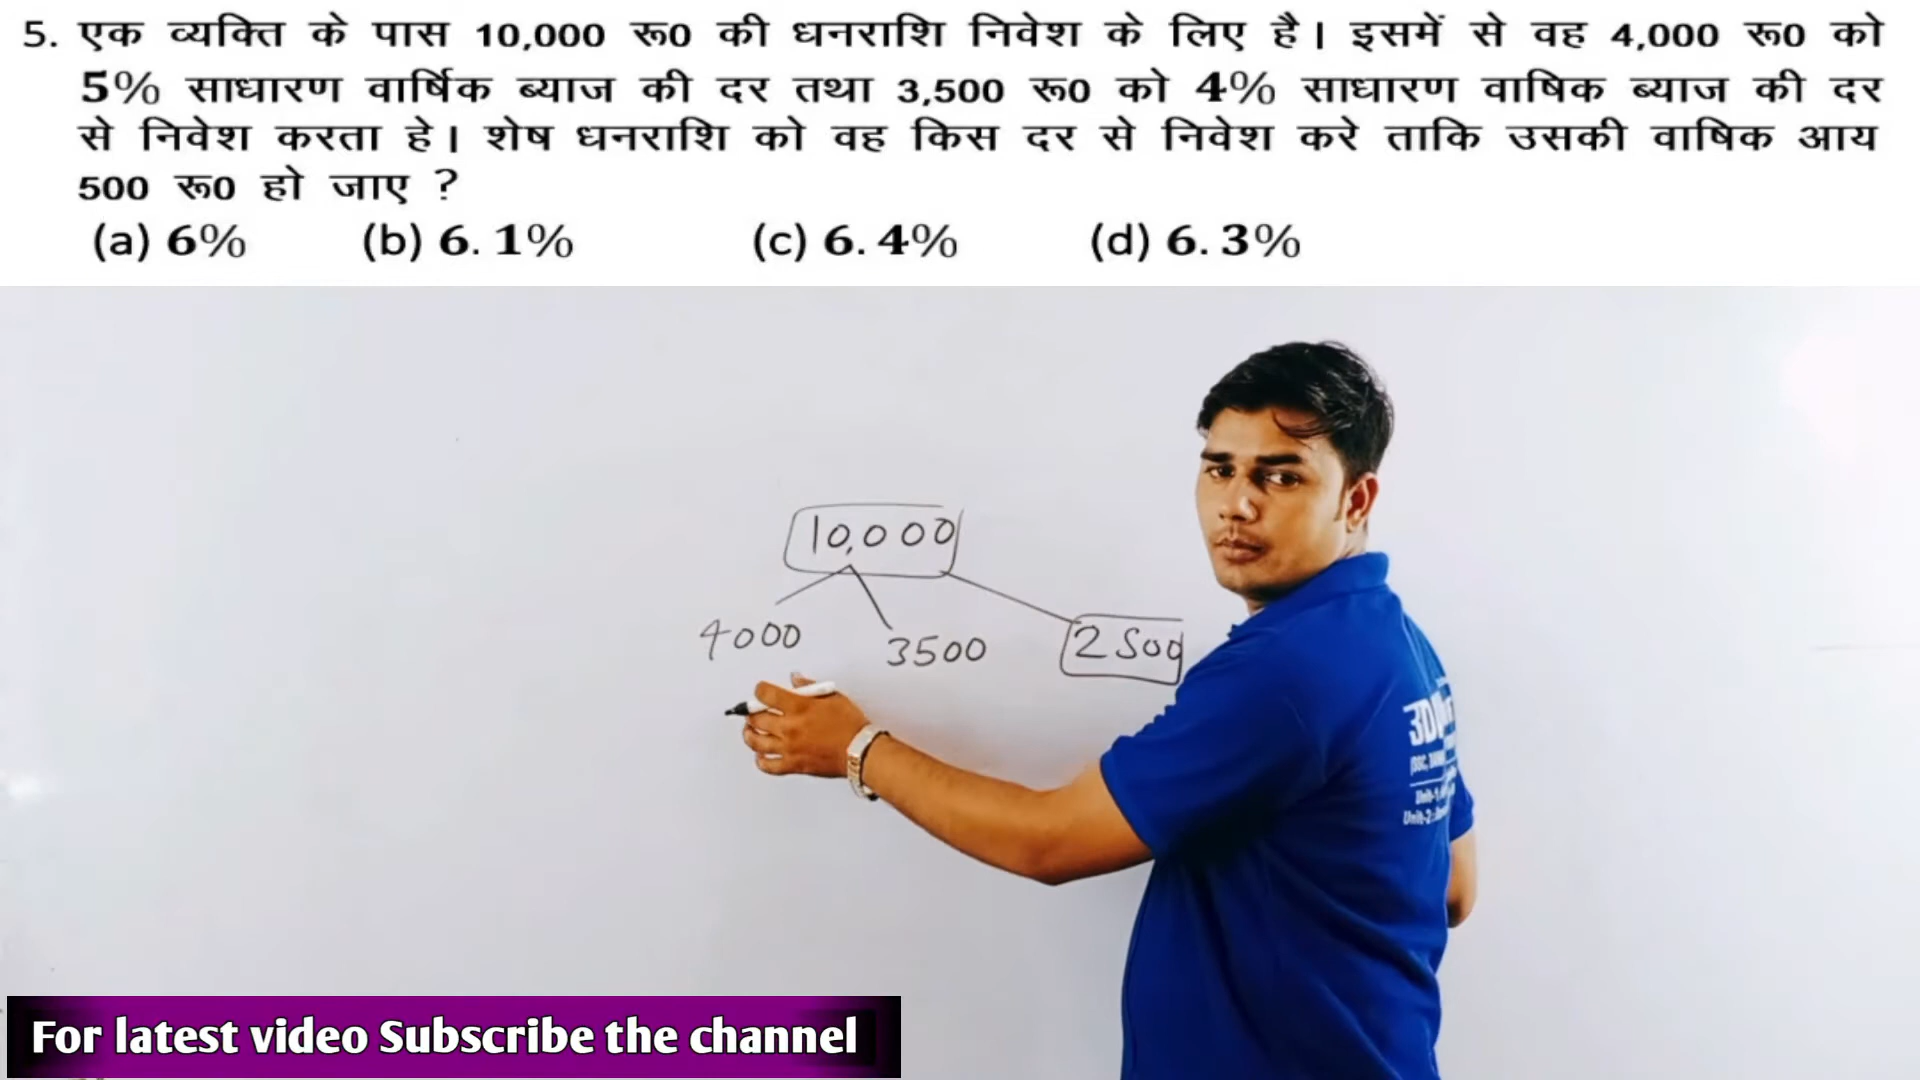 5. एक व्यक्ति के पास 10,000 रू0 की धनराशि निवेश के लिए है। इसमें से वह 4,000 रू0 को
5% साधारण वार्षिक ब्याज की दर तथा 3,500 रू0 को 4% साधारण वाषिक ब्याज की दर
से निवेश करता हे। शेष धनराशि को वह किस दर से निवेश करे ताकि उसकी वाषिक आय
500 रू0 हो जाए ?
(a) 6% (b) 6.1% (c) 6.4% (d) 6.3%
10,000
4000 3500 2500
For latest video Subscribe the channel